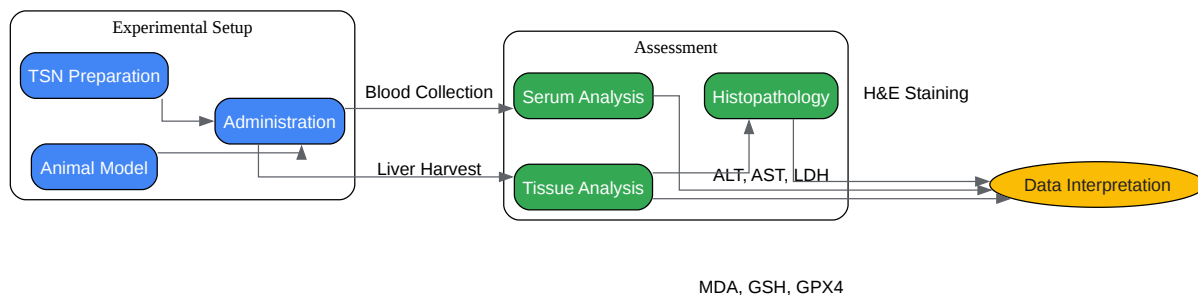 Experimental Setup
TSN Preparation
Administration
Animal Model
Blood Collection
Liver Harvest
Assessment
Serum Analysis
Histopathology
Tissue Analysis
ALT, AST, LDH
H&E Staining
Data Interpretation
MDA, GSH, GPX4